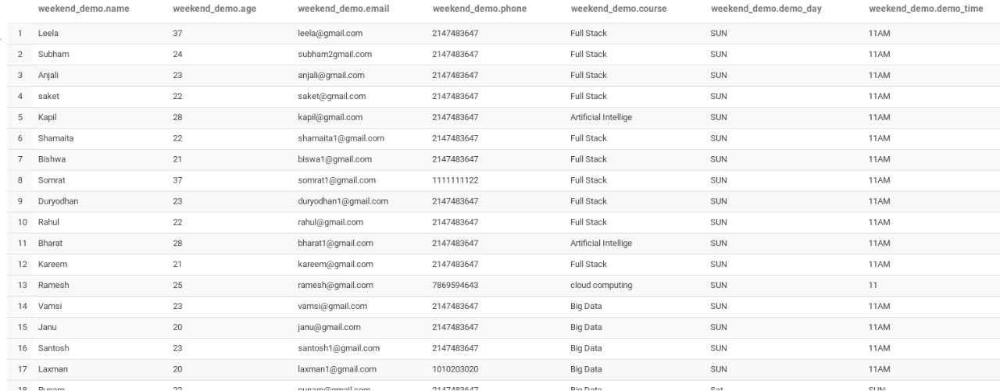 weekend_demo.name weekend_demo.age weekend_demo.email weekend_demo.phone weekend_demo.course weekend_demo.demo_day weekend_demo.demo_time
1 Leela 37 leela@gmail.com 2147483647 Full Stack SUN 11AM
2 Subham 24 subham2gmail.com 2147483647 Full Stack SUN 11AM
3 Anjali 23 anjali@gmail.com 2147483647 Full Stack SUN 11AM
4 saket 22 saket@gmail.com 2147483647 Full Stack SUN 11AM
5 Kapil 28 kapil@gmail.com 2147483647 Artificial Intellige SUN 11AM
6 Shamaita 22 shamaita1@gmail.com 2147483647 Full Stack SUN 11AM
7 Bishwa 21 biswa1@gmail.com 2147483647 Full Stack SUN 11AM
8 Somrat 37 somrat1@gmail.com 1111111122 Full Stack SUN 11AM
9 Duryodhan 23 duryodhan1@gmail.com 2147483647 Full Stack SUN 11AM
10 Rahul 22 rahul@gmail.com 2147483647 Full Stack SUN 11AM
11 Bharat 28 bharat1@gmail.com 2147483647 Artificial Intellige SUN 11AM
12 Kareem 21 kareem@gmail.com 2147483647 Full Stack SUN 11AM
13 Ramesh 25 ramesh@gmail.com 7869594643 cloud computing SUN 11
14 Vamsi 23 vamsi@gmail.com 2147483647 Big Data SUN 11AM
15 Janu 20 janu@gmail.com 2147483647 Big Data SUN 11AM
16 Santosh 23 santosh1@gmail.com 2147483647 Big Data SUN 11AM
17 Laxman 20 laxman1@gmail.com 1010203020 Big Data SUN 11AM
18 22 2147483647 Big Data Sat